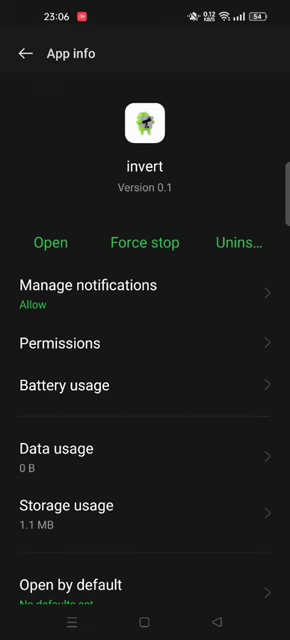 23:06
0.12
KB/S
54
App info
invert
Version 0.1
Open
Force stop
Unins...
Manage notifications
Allow
Permissions
Battery usage
Data usage
0 B
Storage usage
1.1 MB
Open by default
No defaults set